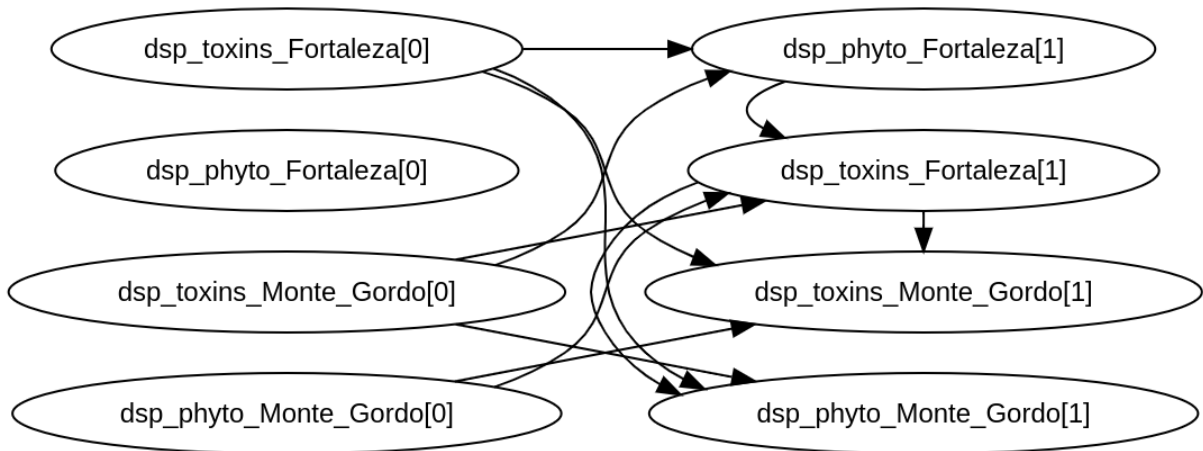 dsp_toxins_Fortaleza[0]
dsp_phyto_Fortaleza[1]
dsp_phyto_Fortaleza[0]
dsp_toxins_Fortaleza[1]
dsp_toxins_Monte_Gordo[0]
dsp_toxins_Monte_Gordo[1]
dsp_phyto_Monte_Gordo[0]
dsp_phyto_Monte_Gordo[1]